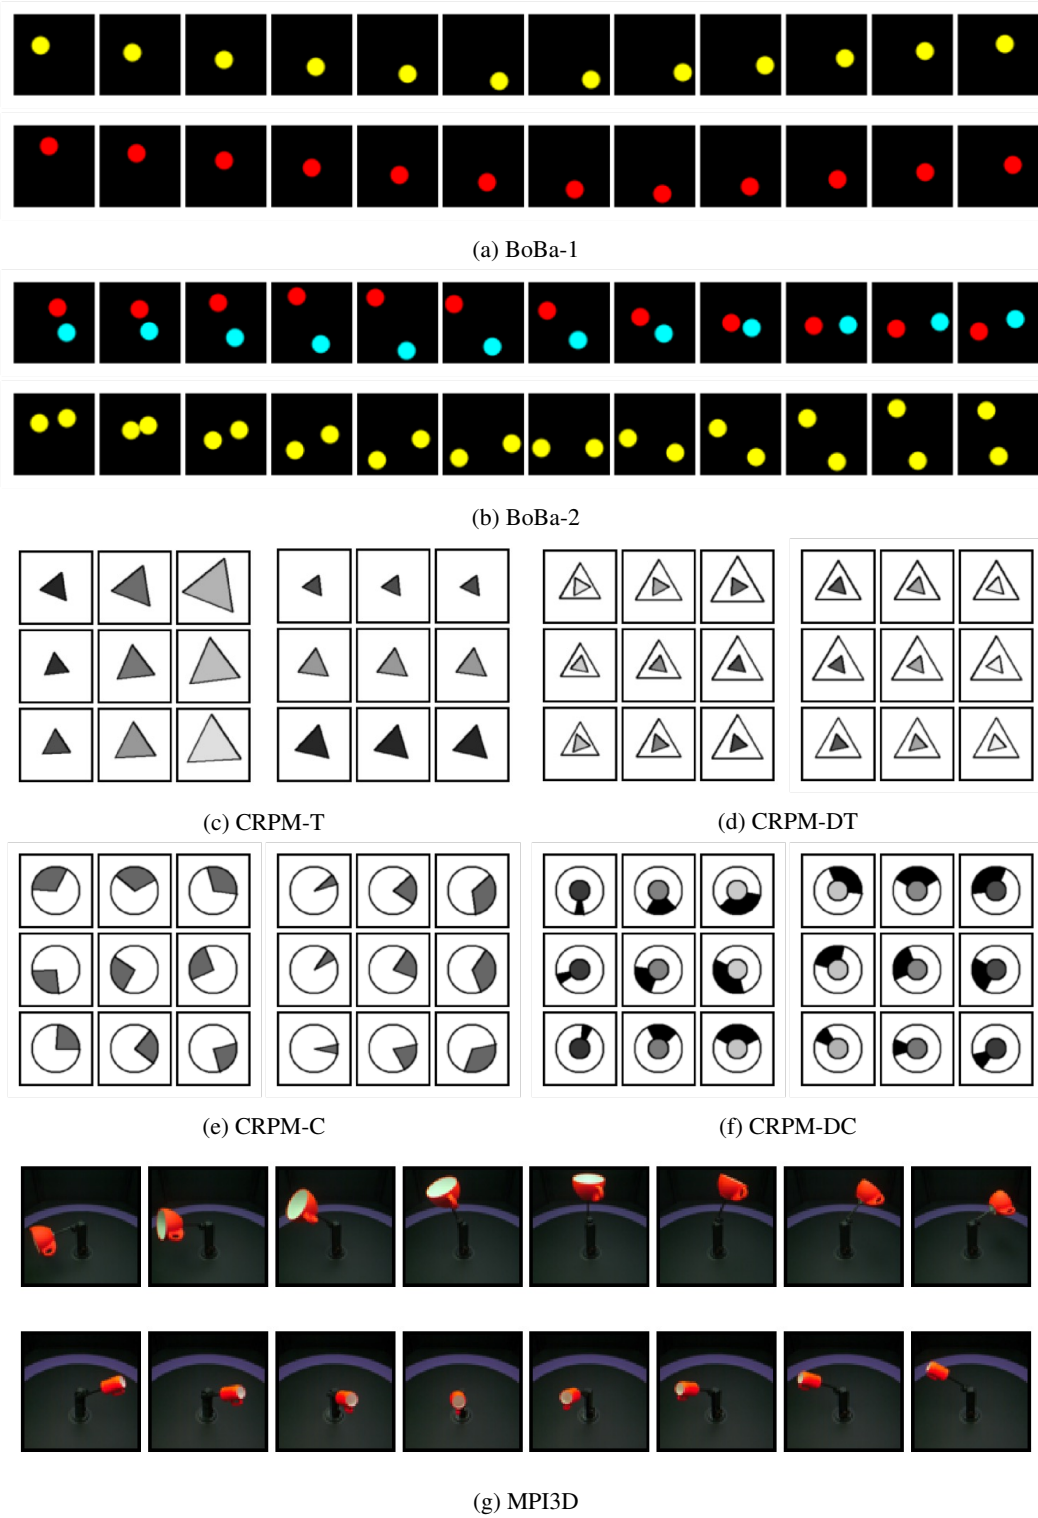 (a) BoBa-1
(b) BoBa-2
(c) CRPM-T
(d) CRPM-DT
(e) CRPM-C
(f) CRPM-DC
(g) MPI3D